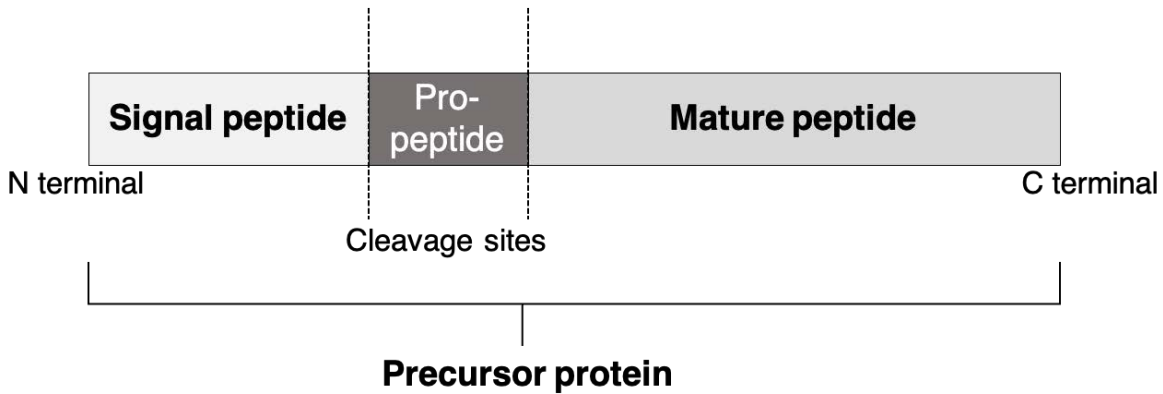 Signal peptide
Pro-
peptide
Mature peptide
N terminal
C terminal
Cleavage sites
Precursor protein